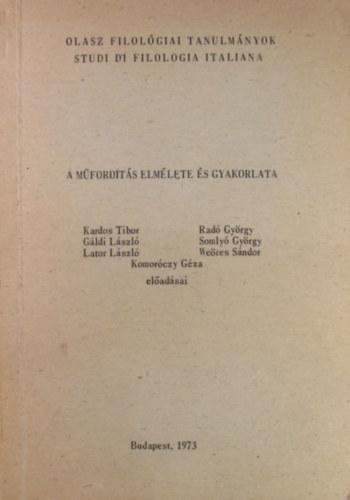 OLASZ FILOLÓGIAI TANULMÁNYOK
STUDI DI FILOLOGIA ITALIANA
A MŰFORDÍTÁS ELMÉLETE ÉS GYAKORLATA
Kardos Tibor Radó György
Gáldi László Somlyó György
Lator László Weöres Sándor
Komoróczy Géza
előadásai
Budapest, 1973